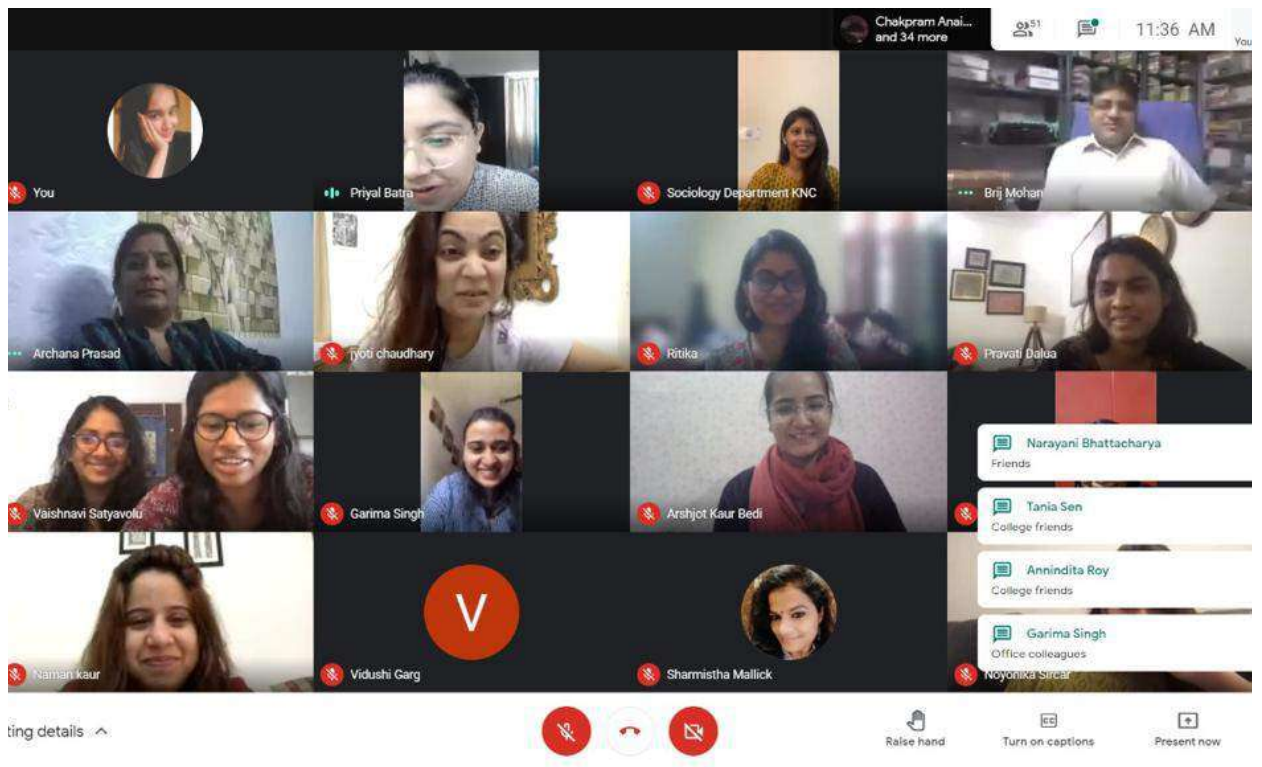 Chakpram Anai...
and 34 more
51
11:36 AM
You
You
Priyal Batra
Sociology Department KNC
Brij Mohan
Archana Prasad
jyoti chaudhary
Ritika
Pravati Dalua
Vaishnavi Satyavolu
Garima Singh
Arshjot Kaur Bedi
Narayani Bhattacharya
Friends
Tania Sen
College friends
Annindita Roy
College friends
Garima Singh
Office colleagues
Naman kaur
V
Vidushi Garg
Sharmistha Mallick
Noyonika Sircar
ting details
Raise hand
CC
Turn on captions
Present now